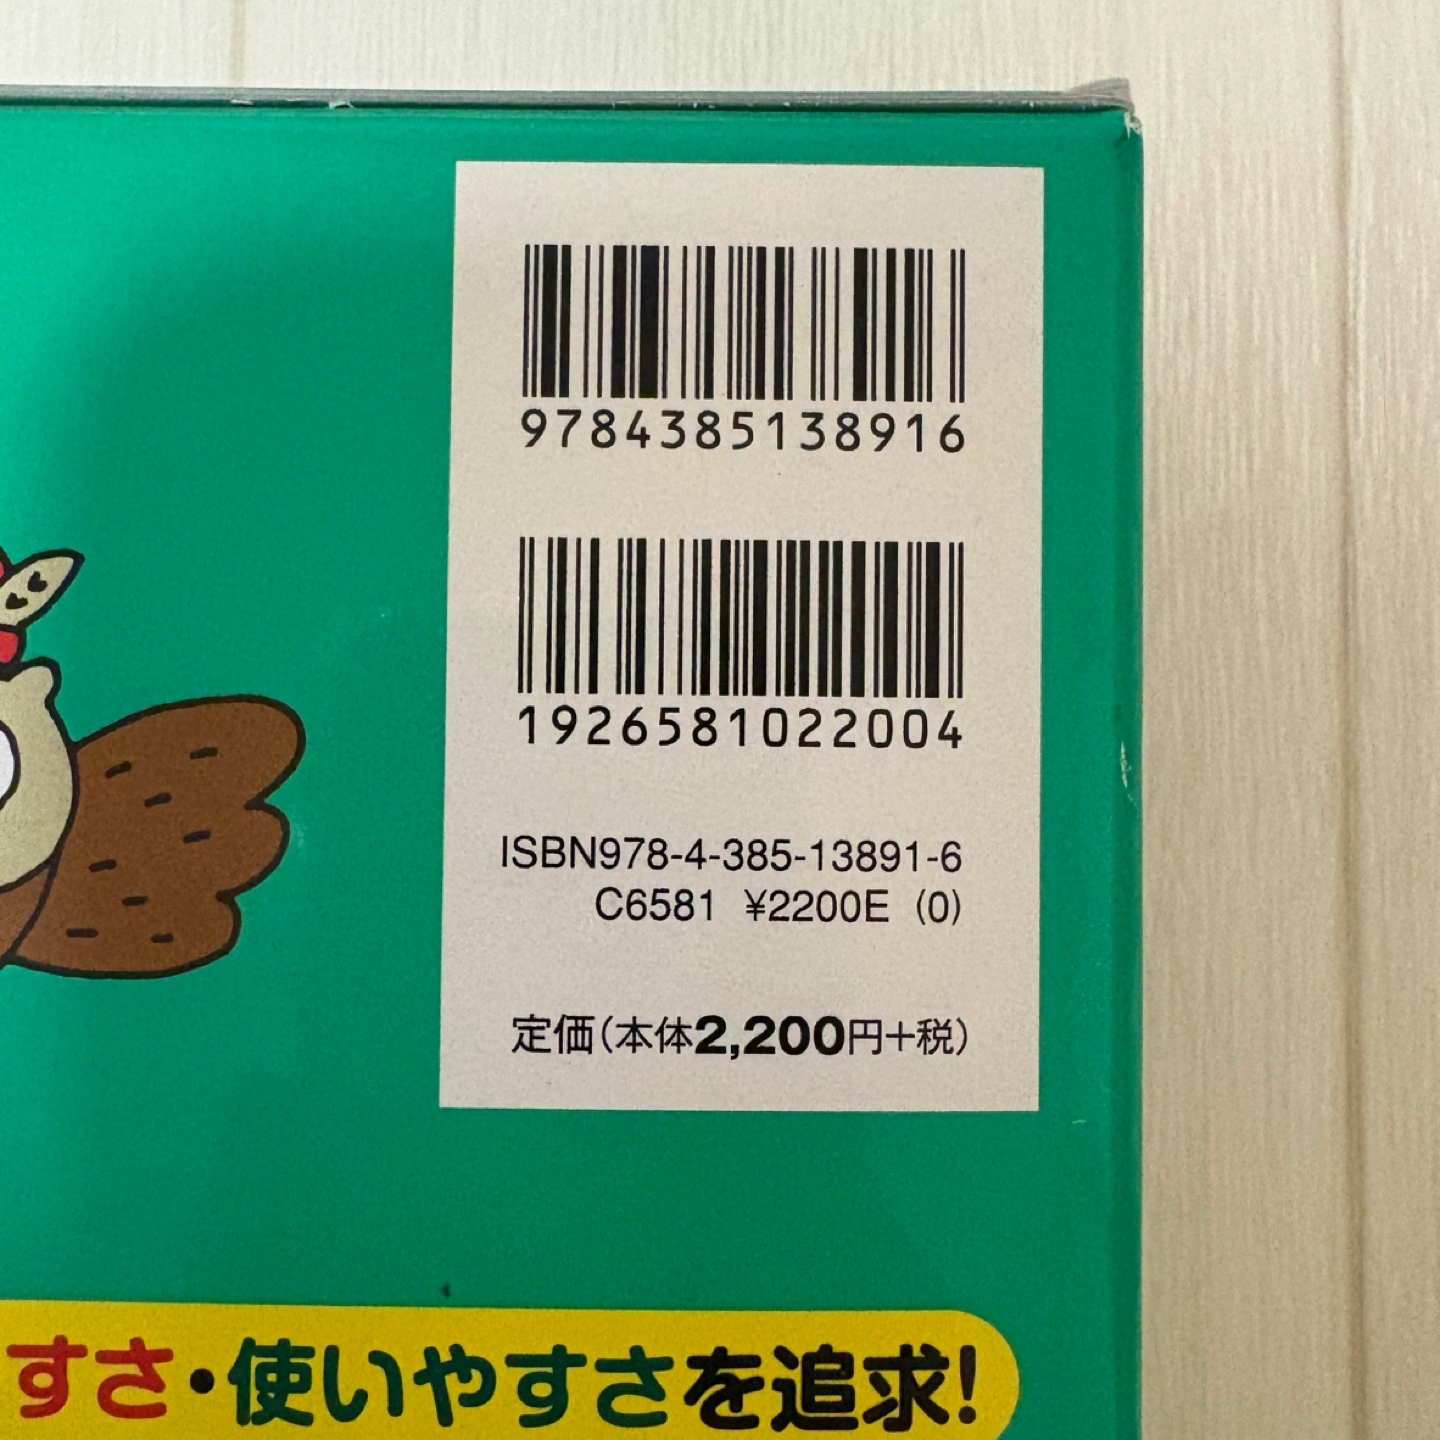 9784385138916
1926581022004
ISBN978-4-385-13891-6
C6581 ¥2200E (0)
定価(本体2,200円+税)
すさ・使いやすさを追求!